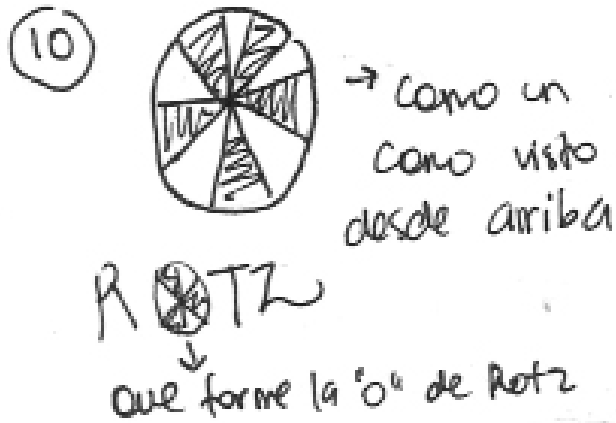 10
→ como un
cono visto
desde arriba
ROTZ
↓
que forme la "o" de Rotz